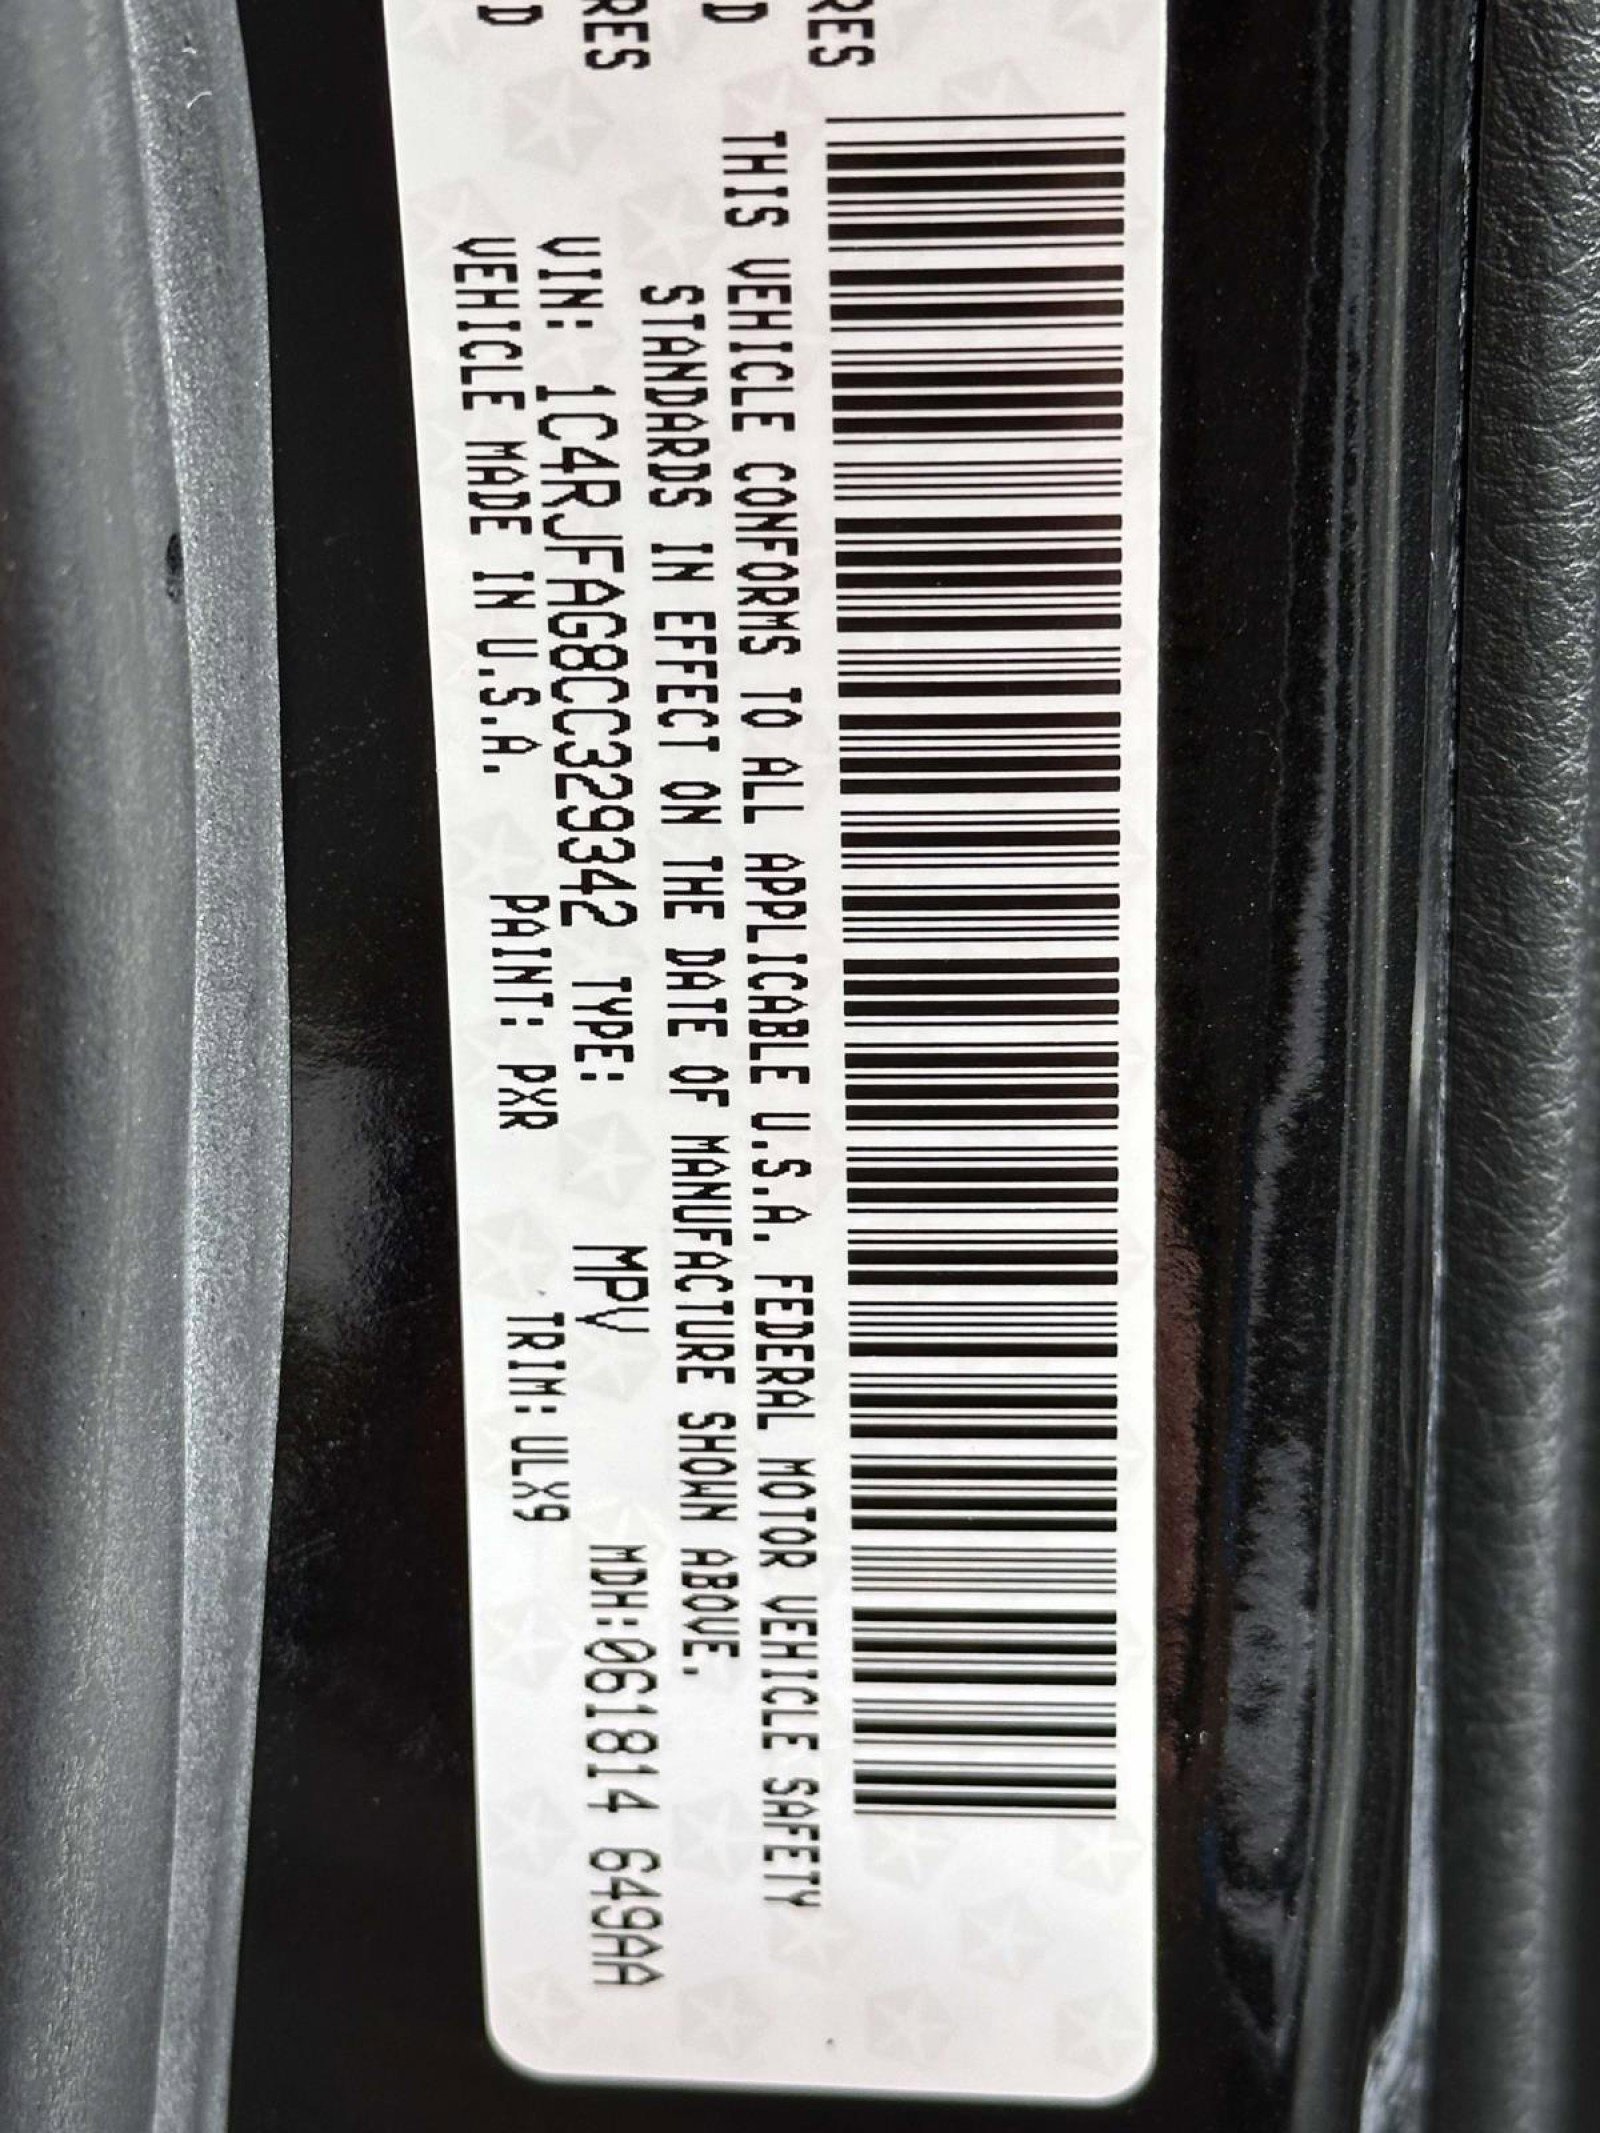 RES
D
RES
D
THIS VEHICLE CONFORMS TO ALL APPLICABLE U.S.A. FEDERAL MOTOR VEHICLE SAFETY
STANDARDS IN EFFECT ON THE DATE OF MANUFACTURE SHOWN ABOVE.
VIN: 1C4RJFAG8CC329342 TYPE: MPV MDH:061814 649AA
VEHICLE MADE IN U.S.A. PAINT: PXR TRIM: ULX9